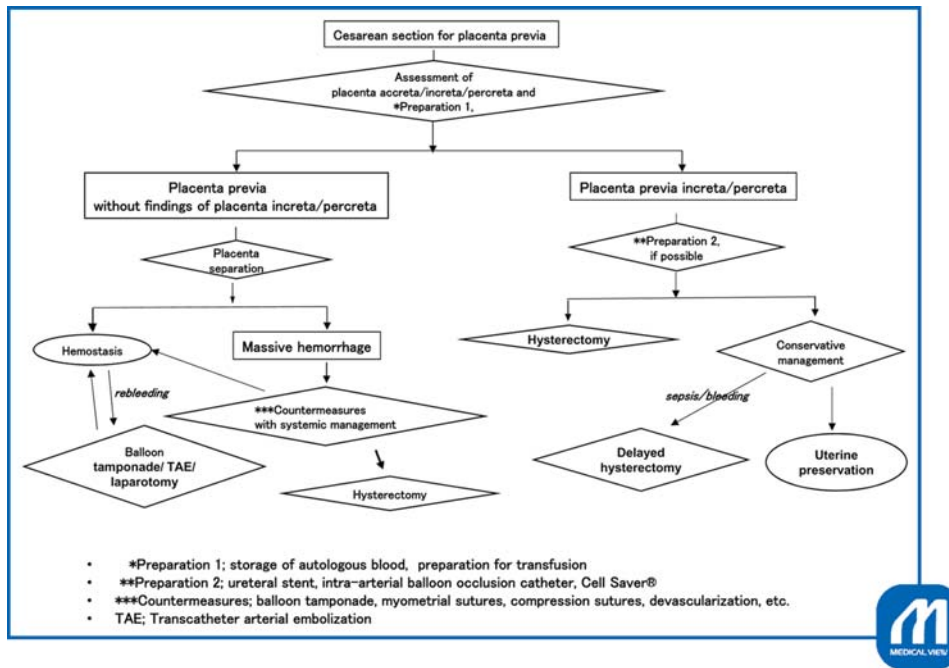 Cesarean section for placenta previa
Assessment of
placenta accreta/increta/percreta and
*Preparation 1,
Placenta previa
without findings of placenta increta/percreta
Placenta previa increta/percreta
Placenta
separation
**Preparation 2,
if possible
Hemostasis
Massive hemorrhage
Hysterectomy
Conservative
management
rebleeding
***Countermeasures
with systemic management
sepsis/bleeding
Balloon
tamponade/ TAE/
laparotomy
Hysterectomy
Delayed
hysterectomy
Uterine
preservation
• *Preparation 1; storage of autologous blood, preparation for transfusion
• **Preparation 2; ureteral stent, intra-arterial balloon occlusion catheter, Cell Saver®
• ***Countermeasures; balloon tamponade, myometrial sutures, compression sutures, devascularization, etc.
• TAE; Transcatheter arterial embolization
MEDICAL VIEW